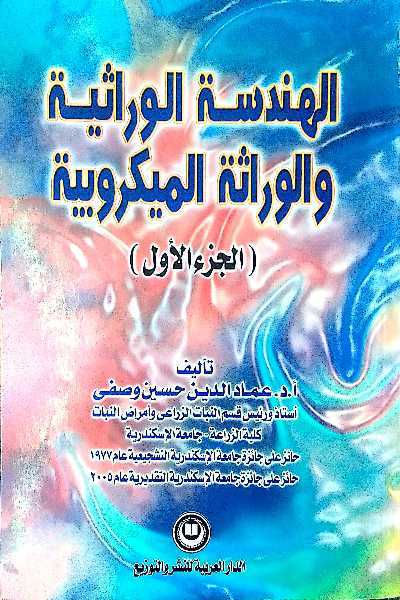 الهندسة الوراثية
والوراثة الميكروبية
(الجزء الأول)
تأليف
أ.د. عماد الدين حسين وصفى
أستاذ ورئيس قسم النبات الزراعى وأمراض النبات
كلية الزراعة - جامعة الإسكندرية
حائز على جائزة جامعة الإسكندرية التشجيعية عام ١٩٧٧
حائز على جائزة جامعة الإسكندرية التقديرية عام ٢٠٠٥
الدار العربية للنشر والتوزيع